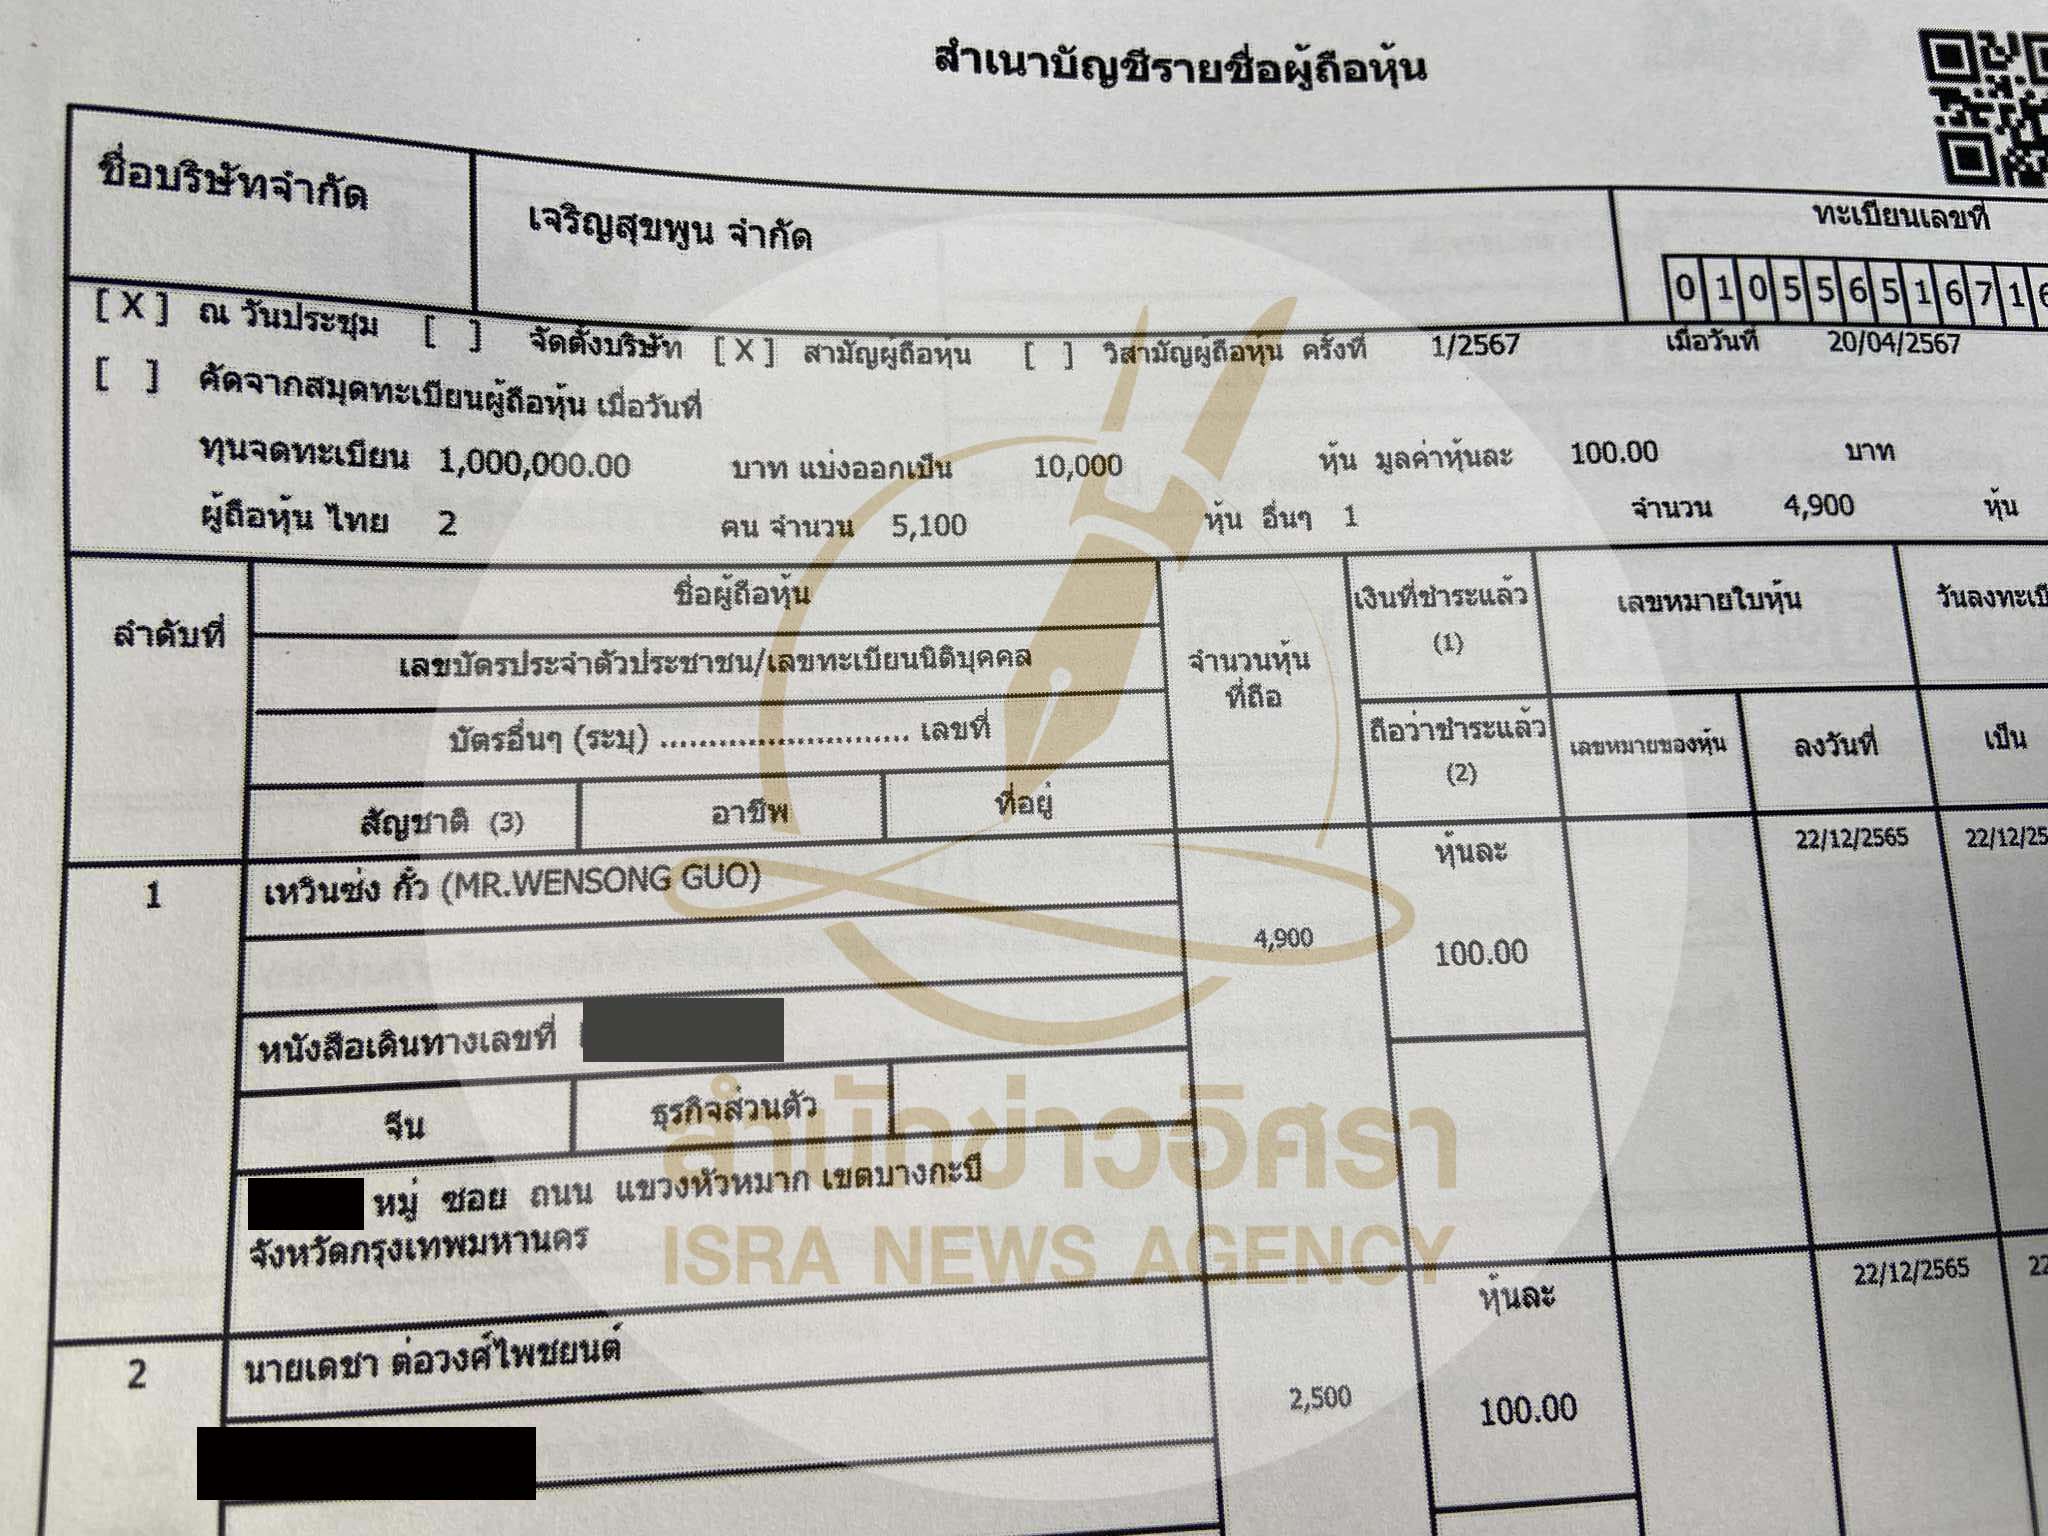 สำเนาบัญชีรายชื่อผู้ถือหุ้น
ชื่อบริษัทจำกัด
เจริญสุขพูน จำกัด
ทะเบียนเลขที่
0 1 0 5 5 6 5 1 6 7 1 6
[ X ] ณ วันประชุม [ ] จัดตั้งบริษัท [ X ] สามัญผู้ถือหุ้น [ ] วิสามัญผู้ถือหุ้น ครั้งที่ 1/2567 เมื่อวันที่ 20/04/2567
[ ] คัดจากสมุดทะเบียนผู้ถือหุ้น เมื่อวันที่
ทุนจดทะเบียน 1,000,000.00 บาท แบ่งออกเป็น 10,000 หุ้น มูลค่าหุ้นละ 100.00 บาท
ผู้ถือหุ้น ไทย 2 คน จำนวน 5,100 หุ้น อื่นๆ 1 จำนวน 4,900 หุ้น
ลำดับที่
ชื่อผู้ถือหุ้น
เลขบัตรประจำตัวประชาชน/เลขทะเบียนนิติบุคคล
บัตรอื่นๆ (ระบุ) .......................... เลขที่
สัญชาติ (3) อาชีพ ที่อยู่
จำนวนหุ้น
ที่ถือ
เงินที่ชำระแล้ว
(1)
ถือว่าชำระแล้ว
(2)
เลขหมายใบหุ้น
เลขหมายของหุ้น
ลงวันที่
วันลงทะเบี
เป็น
1
เหวินซ่ง กั๋ว (MR.WENSONG GUO)
4,900
หุ้นละ
100.00
22/12/2565
22/12/25
หนังสือเดินทางเลขที่
จีน ธุรกิจส่วนตัว
หมู่ ซอย ถนน แขวงหัวหมาก เขตบางกะปิ
จังหวัดกรุงเทพมหานคร
สำนักข่าวอิศรา
ISRA NEWS AGENCY
2
นายเดชา ต่อวงศ์ไพชยนต์
2,500
หุ้นละ
100.00
22/12/2565
22